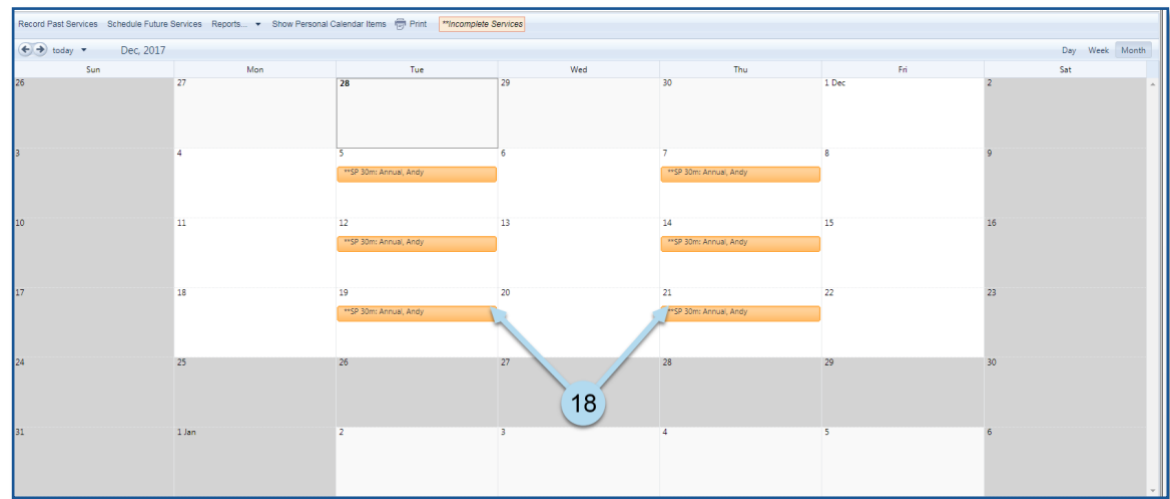 Record Past Services Schedule Future Services Reports... Show Personal Calendar Items Print **Incomplete Services
today Dec, 2017 Day Week Month
Sun Mon Tue Wed Thu Fri Sat
26 27 28 29 30 1 Dec 2
3 4 5 6 7 8 9
**SP 30m: Annual, Andy **SP 30m: Annual, Andy
10 11 12 13 14 15 16
**SP 30m: Annual, Andy **SP 30m: Annual, Andy
17 18 19 20 21 22 23
**SP 30m: Annual, Andy **SP 30m: Annual, Andy
24 25 26 27 28 29 30
18
31 1 Jan 2 3 4 5 6